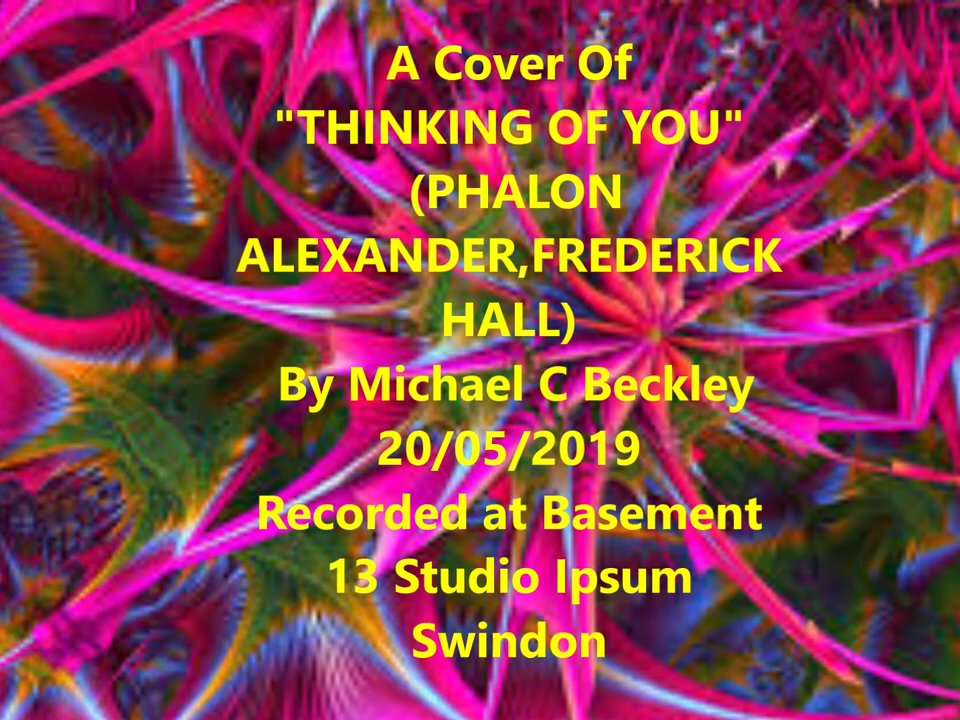 A Cover Of
"THINKING OF YOU"
(PHALON
ALEXANDER,FREDERICK
HALL)
By Michael C Beckley
20/05/2019
Recorded at Basement
13 Studio Ipsum
Swindon